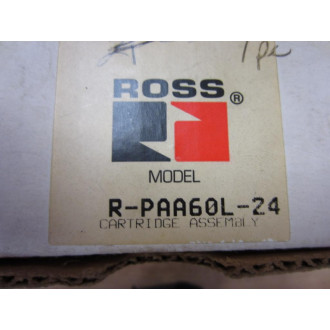 1 pc
ROSS ®
MODEL
R-PAA60L-24
CARTRIDGE ASSEMBLY